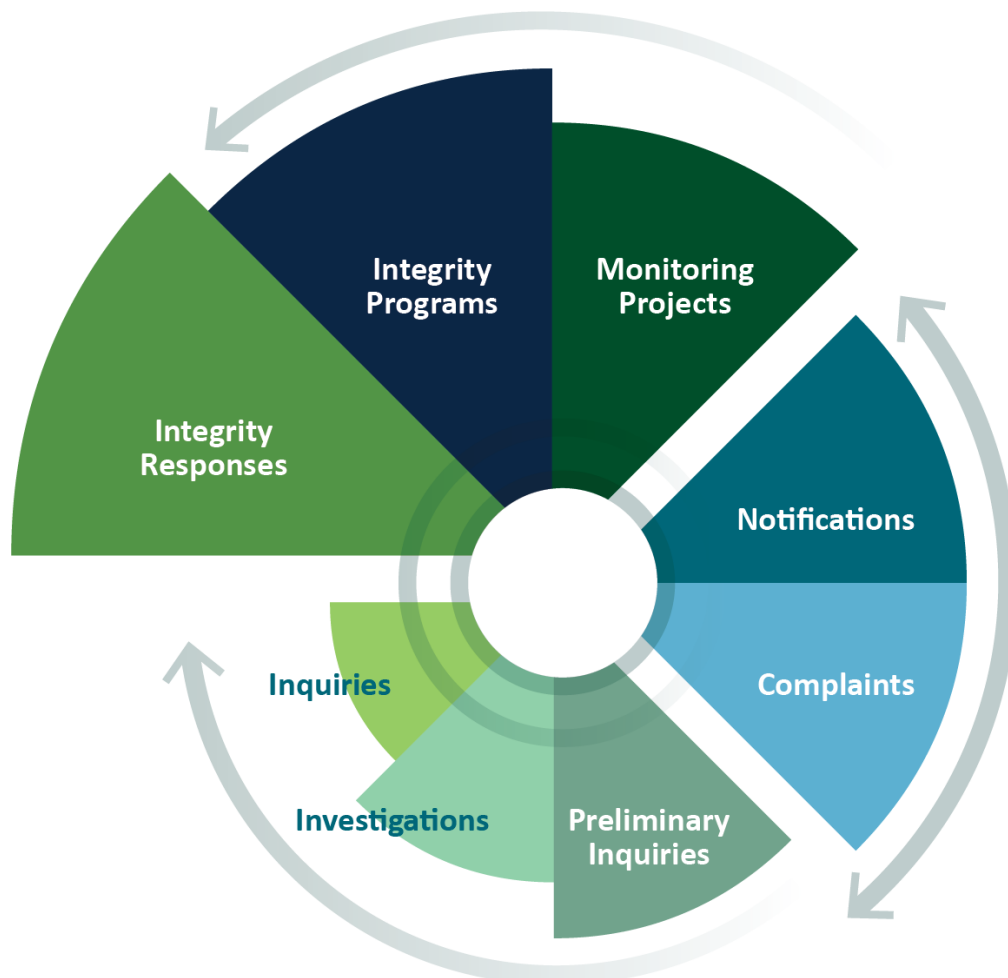 Integrity
Programs
Monitoring
Projects
Integrity
Responses
Notifications
Complaints
Inquiries
Investigations
Preliminary
Inquiries